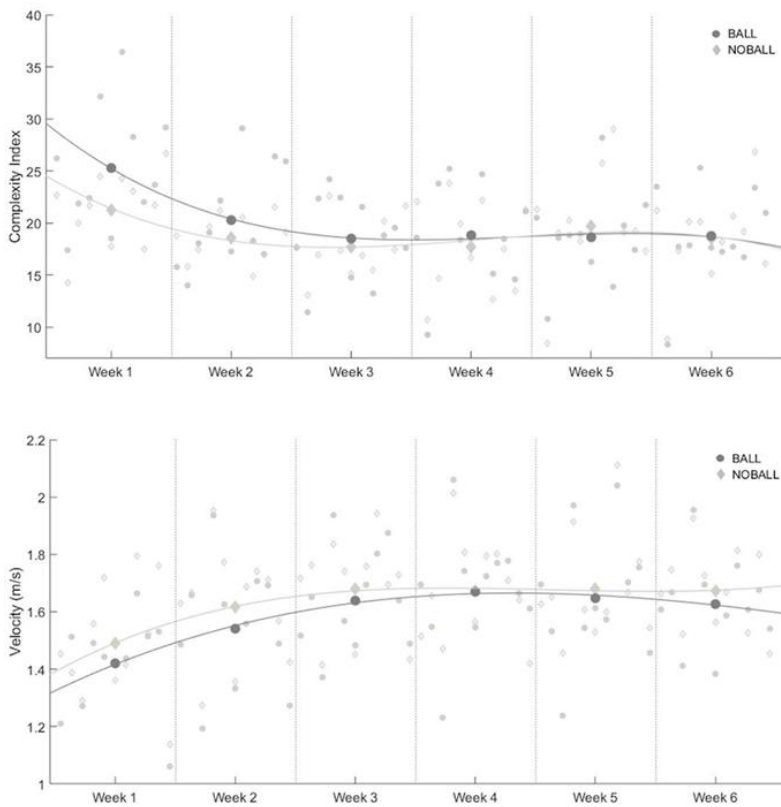 40
BALL
NOBALL
35
30
25
20
15
10
Complexity Index
Week 1 Week 2 Week 3 Week 4 Week 5 Week 6
2.2
BALL
NOBALL
2
1.8
1.6
1.4
1.2
1
Velocity (m/s)
Week 1 Week 2 Week 3 Week 4 Week 5 Week 6